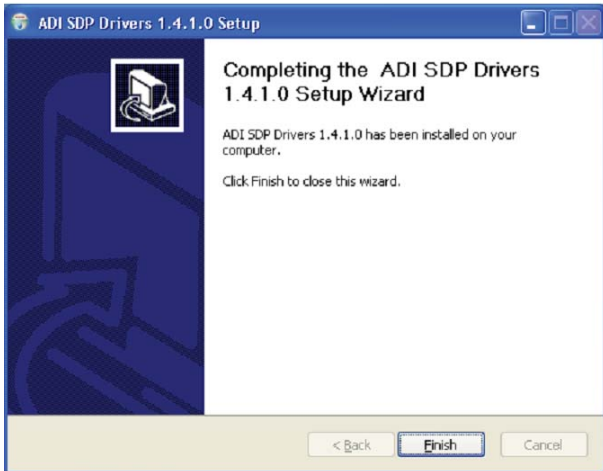 ADI SDP Drivers 1.4.1.0 Setup
Completing the ADI SDP Drivers
1.4.1.0 Setup Wizard
ADI SDP Drivers 1.4.1.0 has been installed on your
computer.
Click Finish to close this wizard.
< Back Finish Cancel